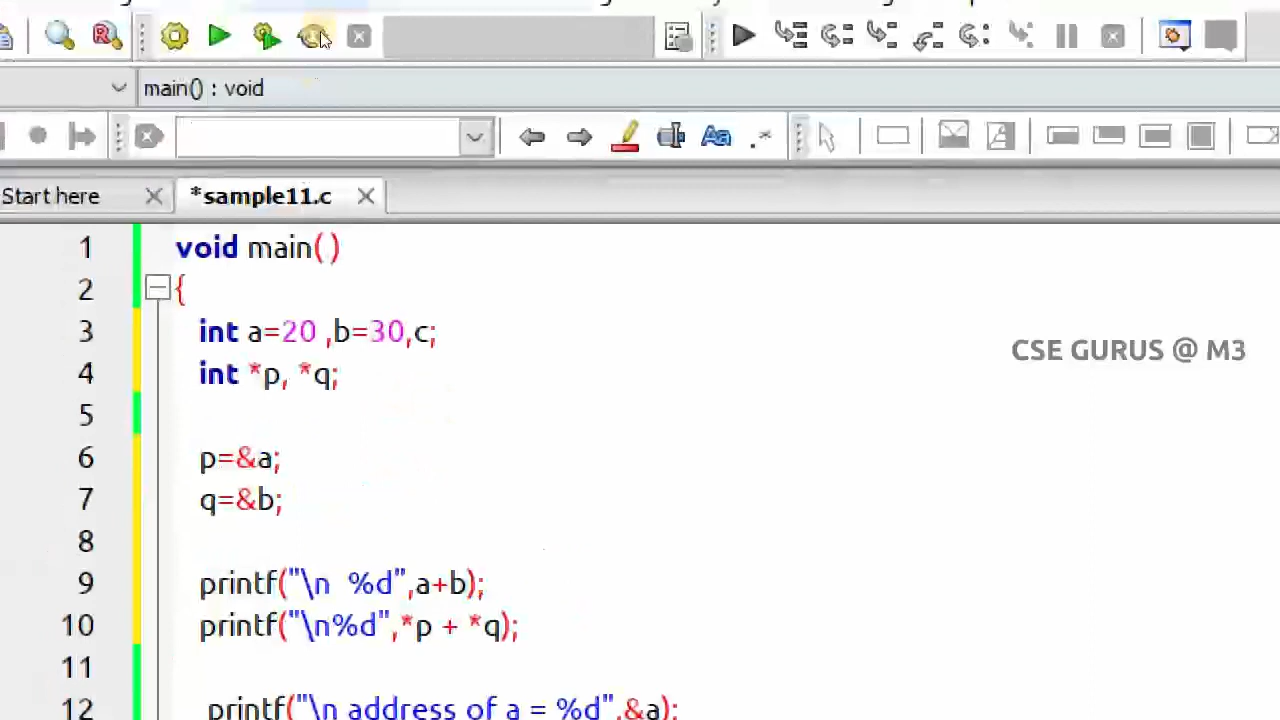 main() : void
Start here
*sample11.c
1 void main()
2 {
3 int a=20 ,b=30,c;
CSE GURUS @ M3
4 int *p, *q;
5
6 p=&a;
7 q=&b;
8
9 printf("\n  %d",a+b);
10 printf("\n%d",*p + *q);
11
12 printf("\n address of a = %d",&a);